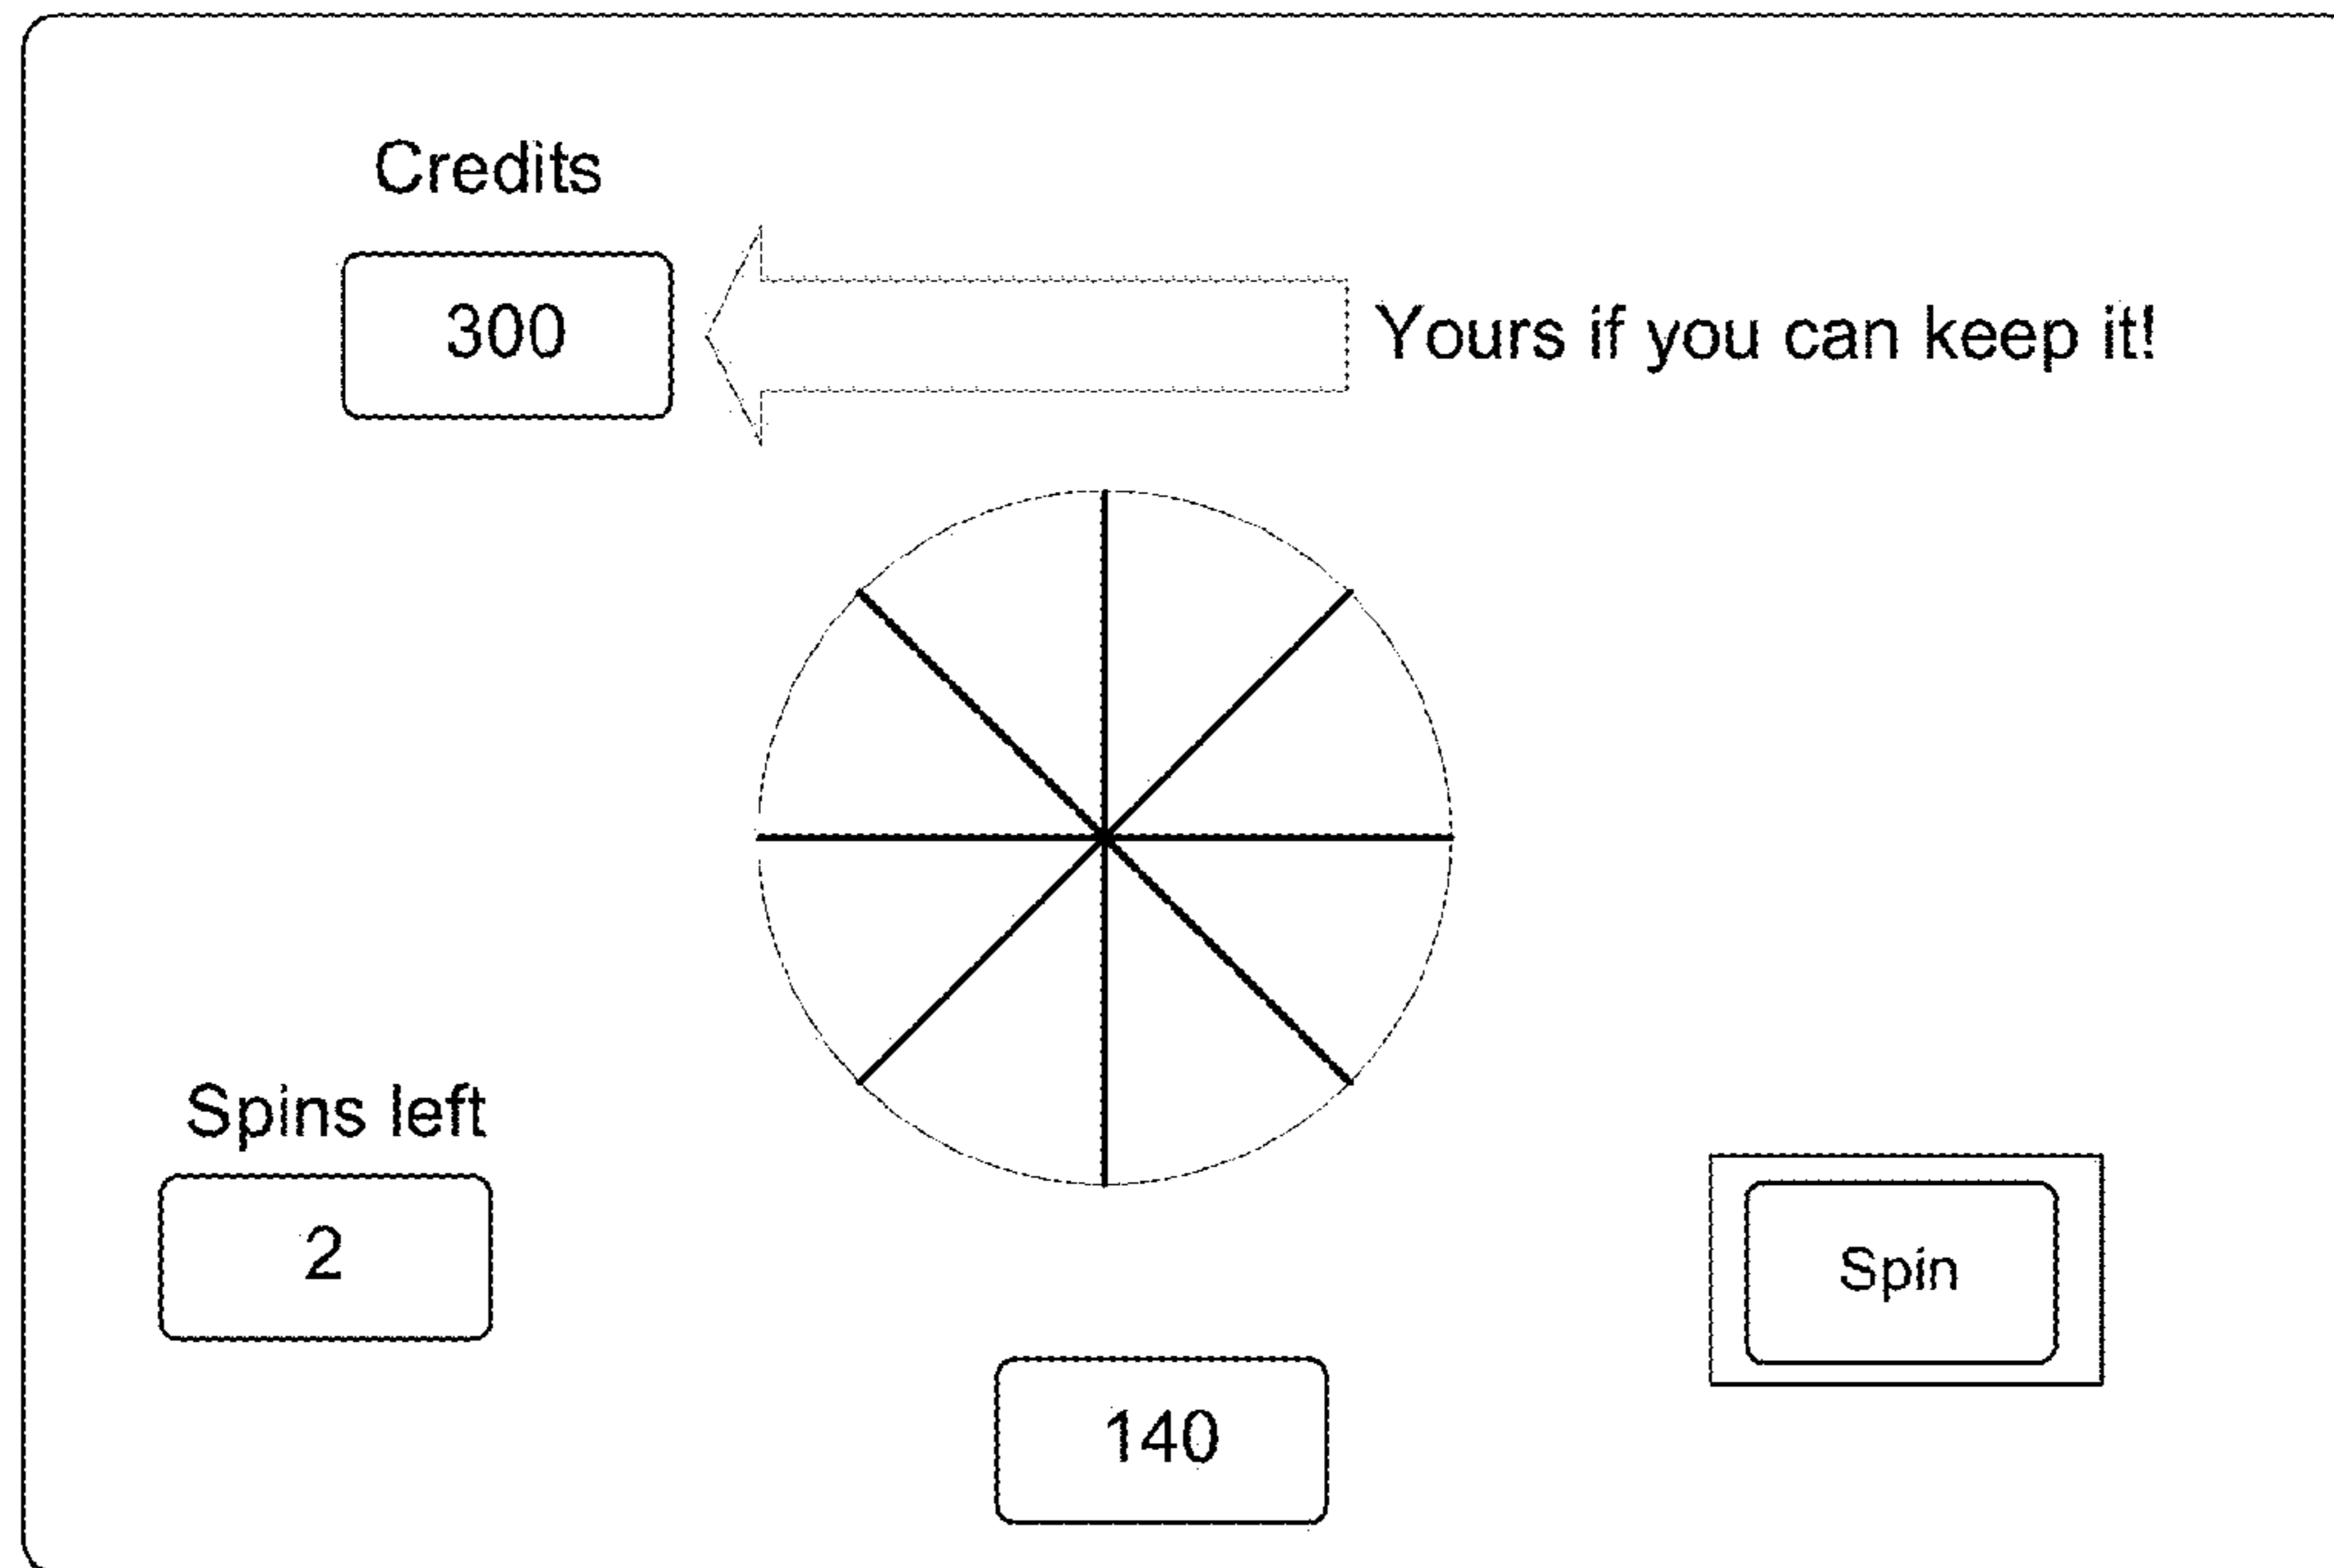 Credits
300
Yours if you can keep it!
Spins left
2
Spin
140